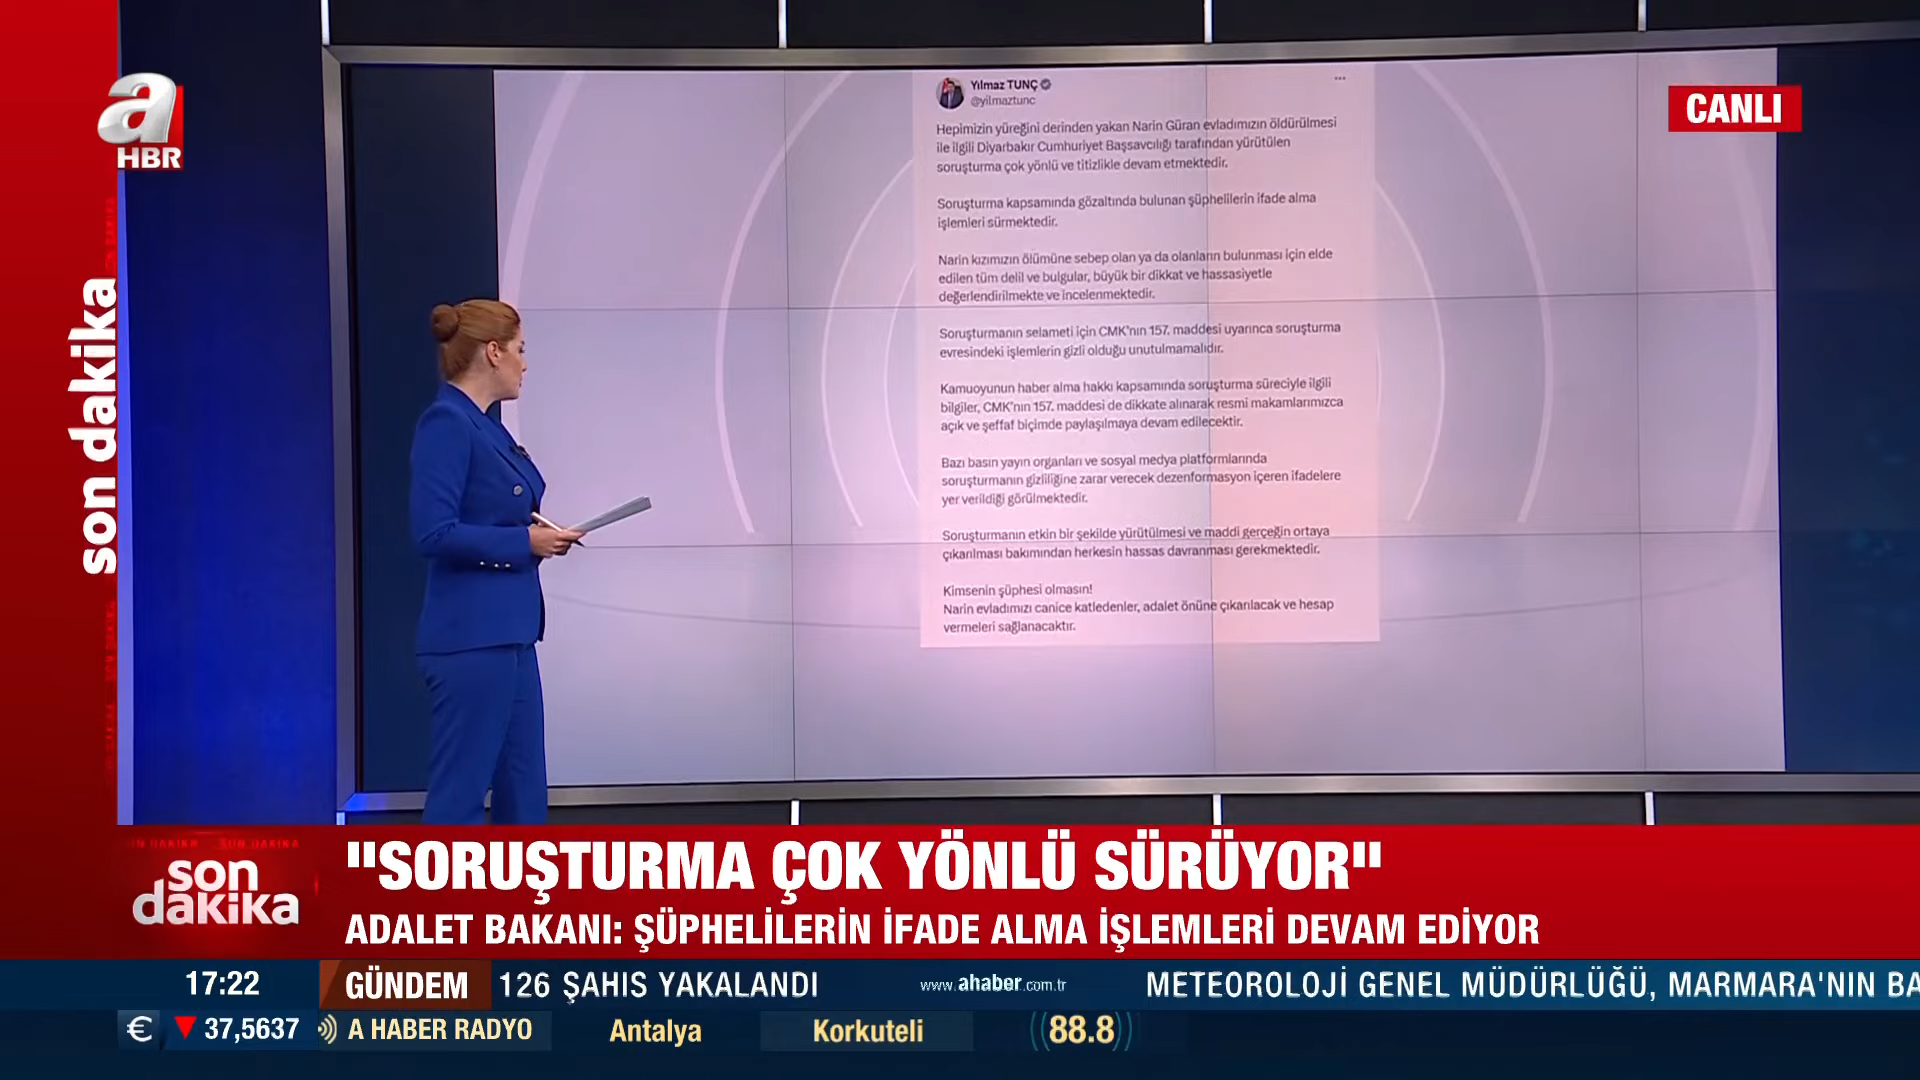 a
HBR
son dakika
CANLI
Yılmaz TUNÇ
@yilmaztunc
Hepimizin yüreğini derinden yakan Narin Güran evladımızın öldürülmesi
ile ilgili Diyarbakır Cumhuriyet Başsavcılığı tarafından yürütülen
soruşturma çok yönlü ve titizlikle devam etmektedir.
Soruşturma kapsamında gözaltında bulunan şüphelilerin ifade alma
işlemleri sürmektedir.
Narin kızımızın ölümüne sebep olan ya da olanların bulunması için elde
edilen tüm delil ve bulgular, büyük bir dikkat ve hassasiyetle
değerlendirilmekte ve incelenmektedir.
Soruşturmanın selameti için CMK'nın 157. maddesi uyarınca soruşturma
evresindeki işlemlerin gizli olduğu unutulmamalıdır.
Kamuoyunun haber alma hakkı kapsamında soruşturma süreciyle ilgili
bilgiler, CMK'nın 157. maddesi de dikkate alınarak resmi makamlarımızca
açık ve şeffaf biçimde paylaşılmaya devam edilecektir.
Bazı basın yayın organları ve sosyal medya platformlarında
soruşturmanın gizliliğine zarar verecek dezenformasyon içeren ifadelere
yer verildiği görülmektedir.
Soruşturmanın etkin bir şekilde yürütülmesi ve maddi gerçeğin ortaya
çıkarılması bakımından herkesin hassas davranması gerekmektedir.
Kimsenin şüphesi olmasın!
Narin evladımızı canice katledenler, adalet önüne çıkarılacak ve hesap
vermeleri sağlanacaktır.
SON DAKİKA
son
dakika
"SORUŞTURMA ÇOK YÖNLÜ SÜRÜYOR"
ADALET BAKANI: ŞÜPHELİLERİN İFADE ALMA İŞLEMLERİ DEVAM EDİYOR
17:22 GÜNDEM 126 ŞAHIS YAKALANDI www.ahaber.com.tr METEOROLOJİ GENEL MÜDÜRLÜĞÜ, MARMARA'NIN BA
€ 37,5637 A HABER RADYO Antalya Korkuteli 88.8